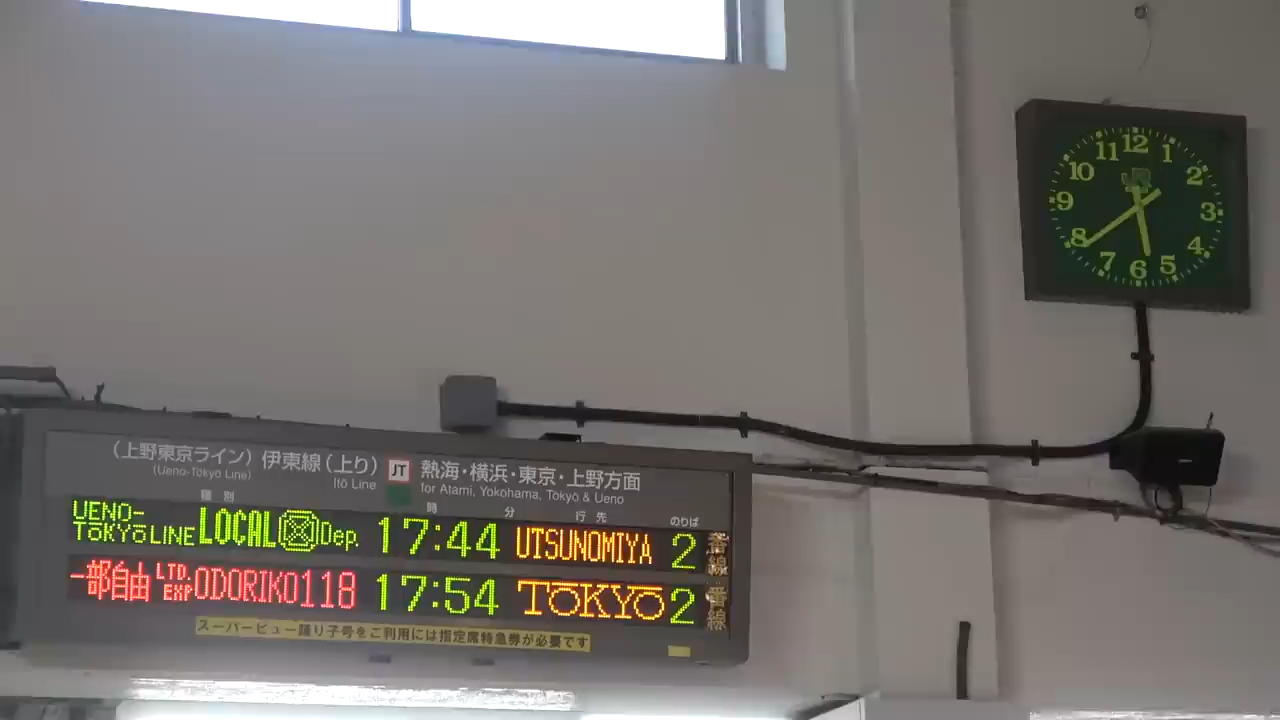 (上野東京ライン) 伊東線(上り) JT 熱海・横浜・東京・上野方面
(Ueno-Tokyo Line) Ito Line for Atami, Yokohama, Tokyo & Ueno
種別 時 分 行先 のりば
UENO-TŌKYŌ LINE LOCAL Dep. 17:44 UTSUNOMIYA 2 番線
一部自由 LTD. EXP ODORIKO118 17:54 TŌKYŌ 2 番線
スーパービュー踊り子号をご利用には指定席特急券が必要です
12
11 1
10 2
9 3
8 4
7 5
6